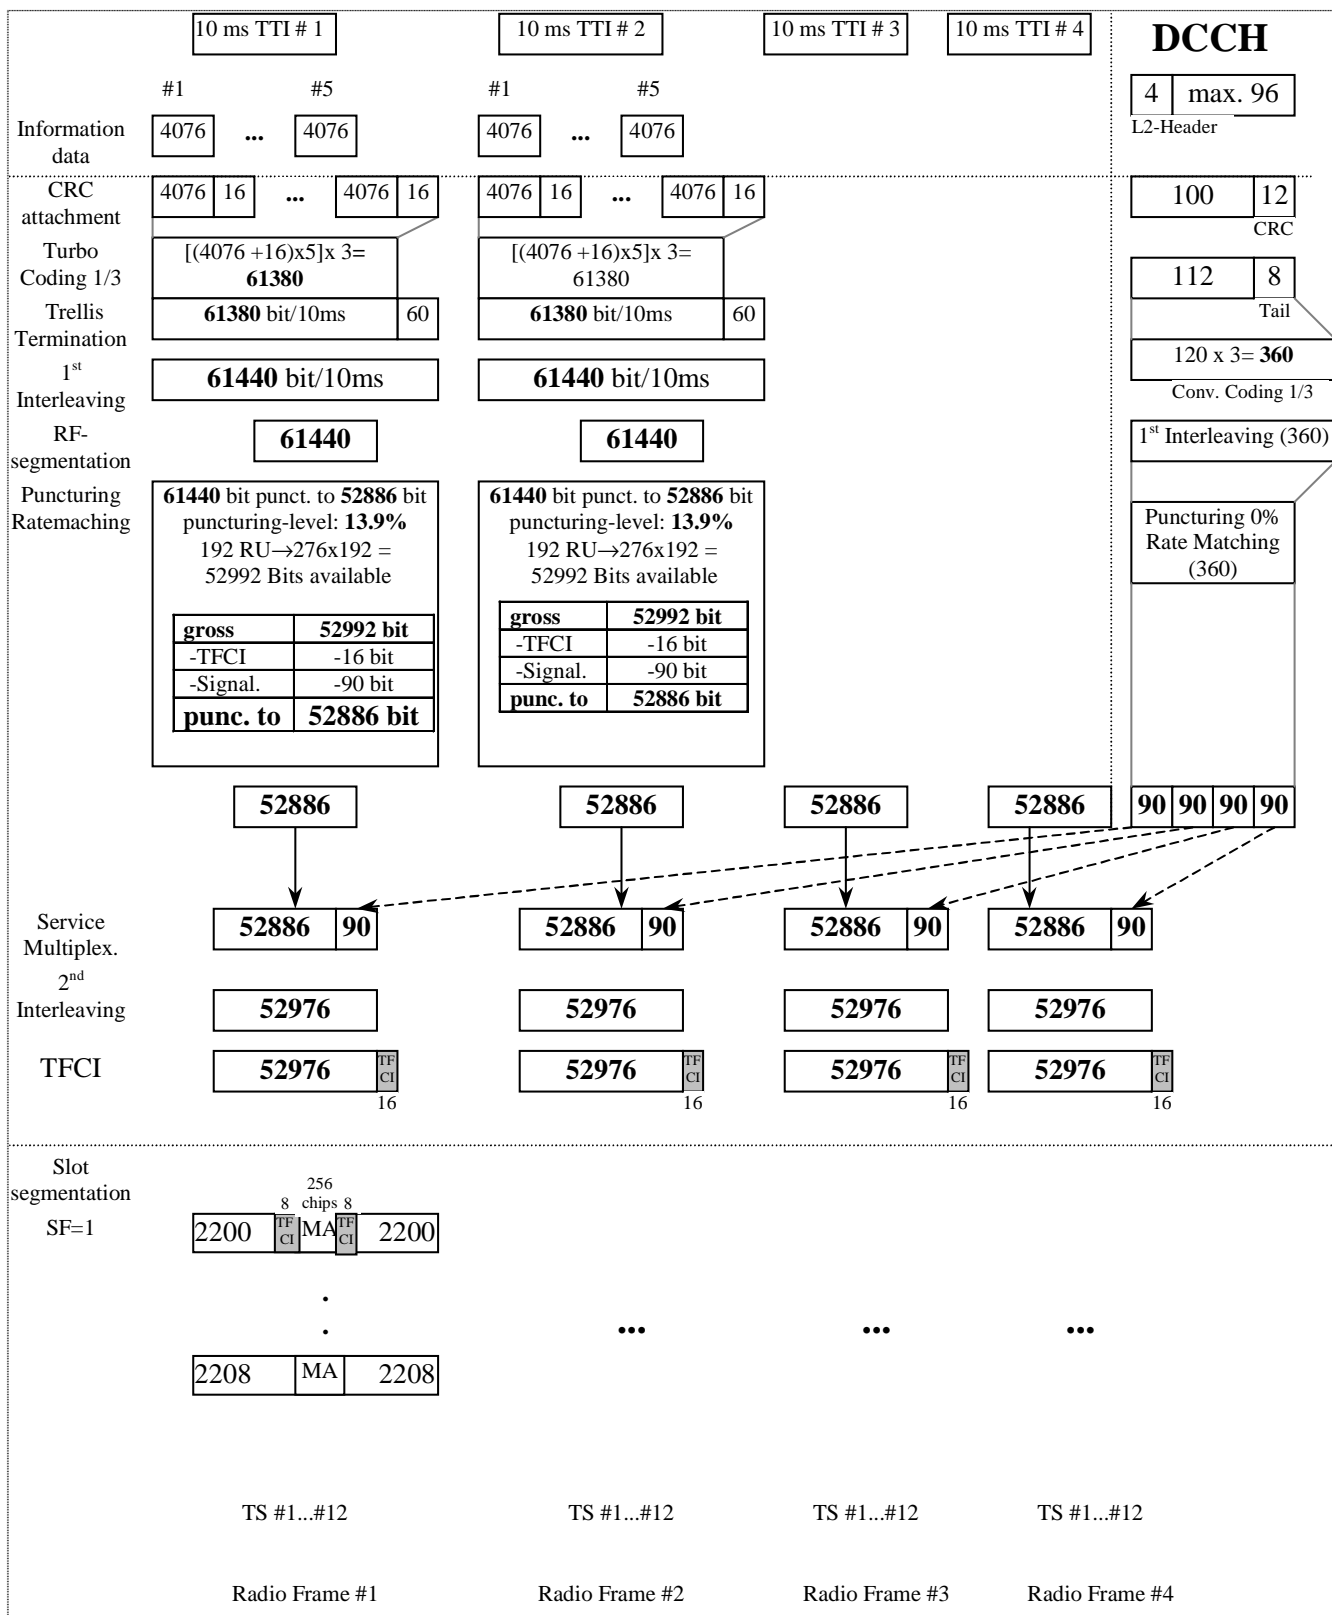 10 ms TTI # 1
10 ms TTI # 2
10 ms TTI # 3
10 ms TTI # 4
DCCH
#1 #5
#1 #5
4 max. 96
L2-Header
Information
data
4076 ... 4076
4076 ... 4076
CRC
attachment
4076 16 ... 4076 16
4076 16 ... 4076 16
100 12
CRC
Turbo
Coding 1/3
[(4076 +16)x5]x 3=
61380
[(4076 +16)x5]x 3=
61380
112 8
Tail
Trellis
Termination
61380 bit/10ms 60
61380 bit/10ms 60
120 x 3= 360
Conv. Coding 1/3
1st
Interleaving
61440 bit/10ms
61440 bit/10ms
RF-
segmentation
61440
61440
1st Interleaving (360)
Puncturing
Ratemaching
61440 bit punct. to 52886 bit
puncturing-level: 13.9%
192 RU→276x192 =
52992 Bits available
gross 52992 bit
-TFCI -16 bit
-Signal. -90 bit
punc. to 52886 bit
61440 bit punct. to 52886 bit
puncturing-level: 13.9%
192 RU→276x192 =
52992 Bits available
gross 52992 bit
-TFCI -16 bit
-Signal. -90 bit
punc. to 52886 bit
Puncturing 0%
Rate Matching
(360)
52886
52886
52886
52886
90 90 90 90
Service
Multiplex.
52886 90
52886 90
52886 90
52886 90
2nd
Interleaving
52976
52976
52976
52976
TFCI
52976 TF
CI
16
52976 TF
CI
16
52976 TF
CI
16
52976 TF
CI
16
Slot
segmentation
SF=1
256
8 chips 8
2200 TF
CI MA TF
CI 2200
.
.
... ... ...
2208 MA 2208
TS #1...#12
TS #1...#12
TS #1...#12
TS #1...#12
Radio Frame #1
Radio Frame #2
Radio Frame #3
Radio Frame #4